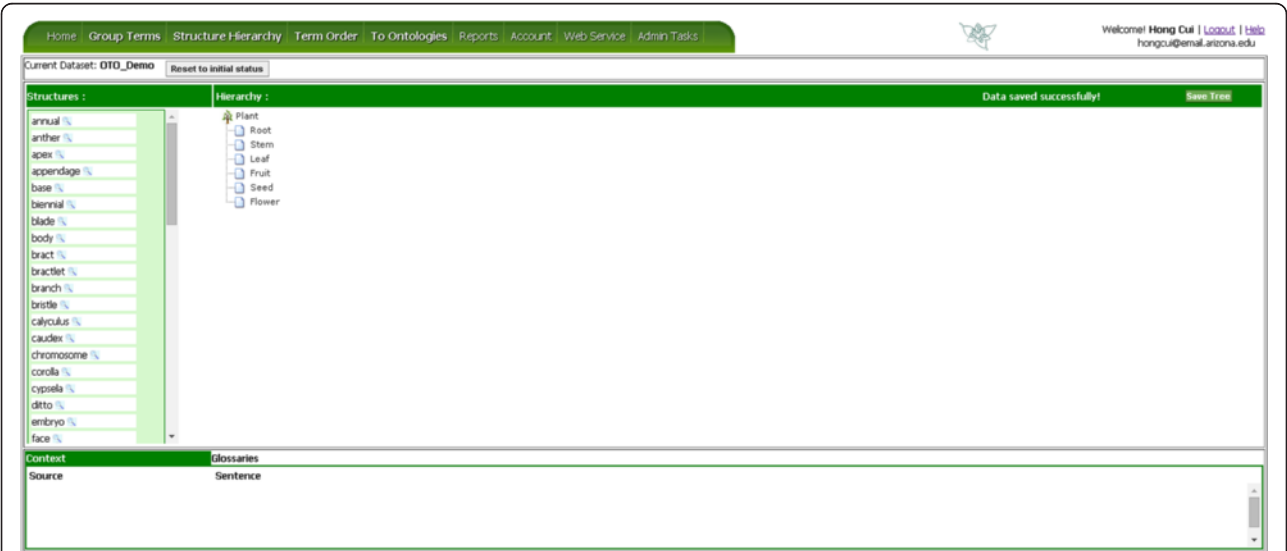 Home Group Terms Structure Hierarchy Term Order To Ontologies Reports Account Web Service Admin Tasks
Welcome! Hong Cui | Logout | Help
hongcui@email.arizona.edu
Current Dataset: OTO_Demo Reset to initial status
Structures : Hierarchy : Data saved successfully! Save Tree
annual
anther
apex
appendage
base
biennial
blade
body
bract
bractlet
branch
bristle
calyculus
caudex
chromosome
corolla
cypsela
ditto
embryo
face
Plant
Root
Stem
Leaf
Fruit
Seed
Flower
Context Glossaries
Source Sentence